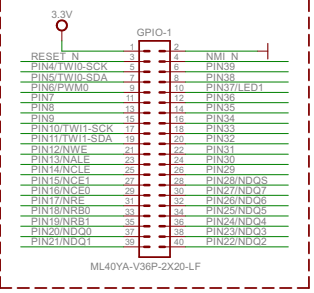 3.3V
GPIO-1
1 2
RESET_N 3 4 NMI_N
PIN4/TWI0-SCK 5 6 PIN39
PIN5/TWI0-SDA 7 8 PIN38
PIN6/PWM0 9 10 PIN37/LED1
PIN7 11 12 PIN36
PIN8 13 14 PIN35
PIN9 15 16 PIN34
PIN10/TWI1-SCK 17 18 PIN33
PIN11/TWI1-SDA 19 20 PIN32
PIN12/NWE 21 22 PIN31
PIN13/NALE 23 24 PIN30
PIN14/NCLE 25 26 PIN29
PIN15/NCE1 27 28 PIN28/NDQS
PIN16/NCE0 29 30 PIN27/NDQ7
PIN17/NRE 31 32 PIN26/NDQ6
PIN18/NRB0 33 34 PIN25/NDQ5
PIN19/NRB1 35 36 PIN24/NDQ4
PIN20/NDQ0 37 38 PIN23/NDQ3
PIN21/NDQ1 39 40 PIN22/NDQ2
ML40YA-V36P-2X20-LF